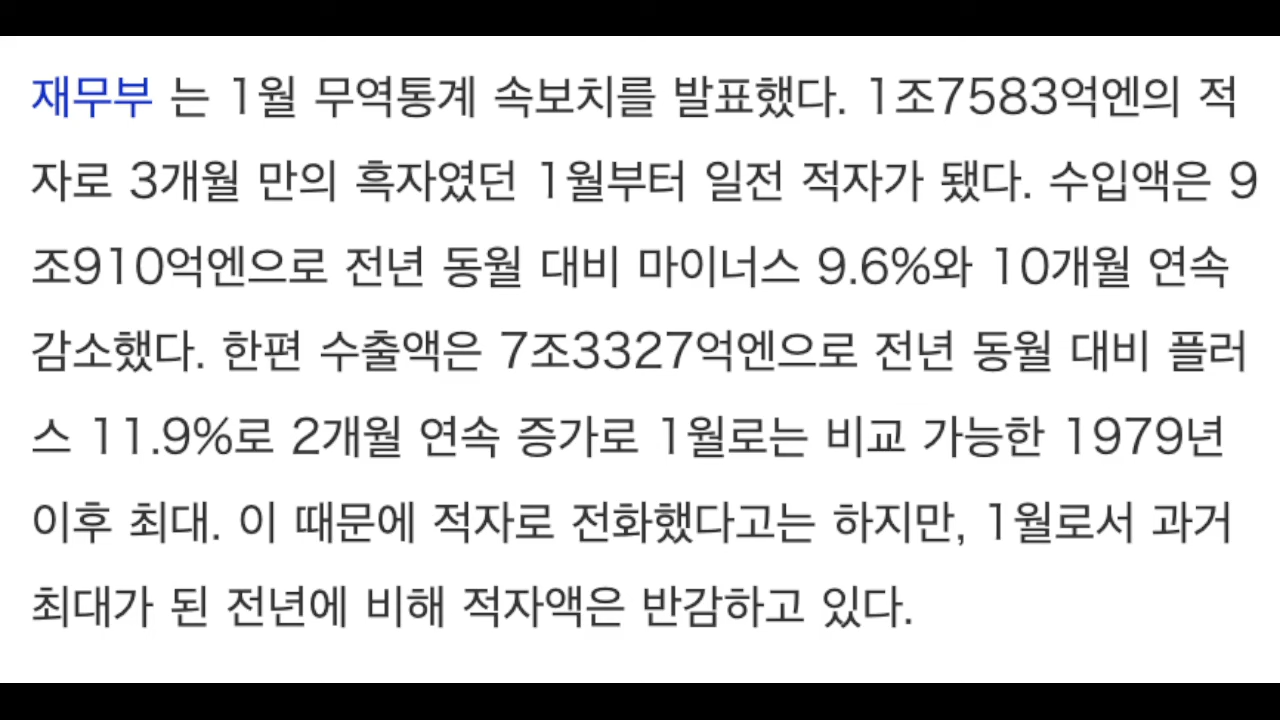 재무부 는 1월 무역통계 속보치를 발표했다. 1조7583억엔의 적
자로 3개월 만의 흑자였던 1월부터 일전 적자가 됐다. 수입액은 9
조910억엔으로 전년 동월 대비 마이너스 9.6%와 10개월 연속
감소했다. 한편 수출액은 7조3327억엔으로 전년 동월 대비 플러
스 11.9%로 2개월 연속 증가로 1월로는 비교 가능한 1979년
이후 최대. 이 때문에 적자로 전화했다고는 하지만, 1월로서 과거
최대가 된 전년에 비해 적자액은 반감하고 있다.